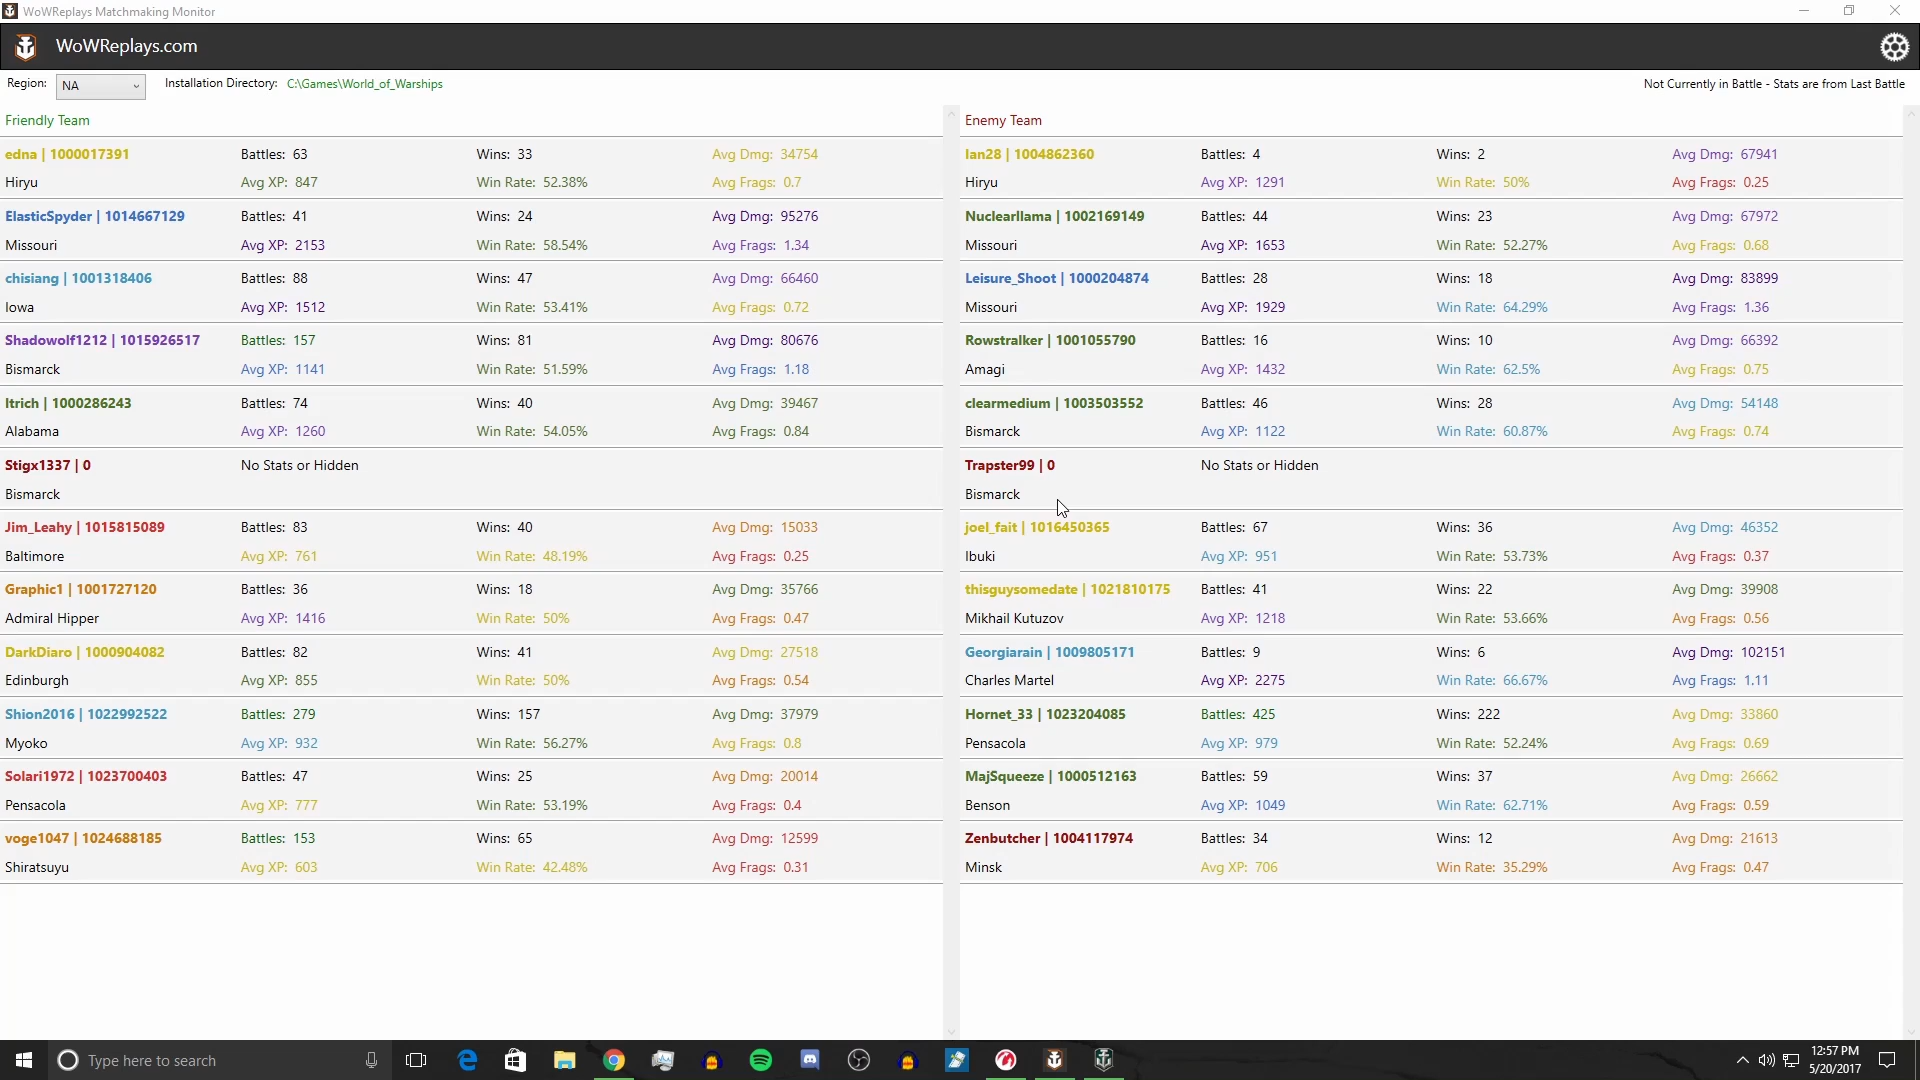 WoWReplays Matchmaking Monitor
WoWReplays.com
Region: NA Installation Directory: C:\Games\World_of_Warships Not Currently in Battle - Stats are from Last Battle
Friendly Team
edna | 1000017391 Battles: 63 Wins: 33 Avg Dmg: 34754
Hiryu Avg XP: 847 Win Rate: 52.38% Avg Frags: 0.7
ElasticSpyder | 1014667129 Battles: 41 Wins: 24 Avg Dmg: 95276
Missouri Avg XP: 2153 Win Rate: 58.54% Avg Frags: 1.34
chisiang | 1001318406 Battles: 88 Wins: 47 Avg Dmg: 66460
Iowa Avg XP: 1512 Win Rate: 53.41% Avg Frags: 0.72
Shadowolf1212 | 1015926517 Battles: 157 Wins: 81 Avg Dmg: 80676
Bismarck Avg XP: 1141 Win Rate: 51.59% Avg Frags: 1.18
ltrich | 1000286243 Battles: 74 Wins: 40 Avg Dmg: 39467
Alabama Avg XP: 1260 Win Rate: 54.05% Avg Frags: 0.84
Stigx1337 | 0 No Stats or Hidden
Bismarck
Jim_Leahy | 1015815089 Battles: 83 Wins: 40 Avg Dmg: 15033
Baltimore Avg XP: 761 Win Rate: 48.19% Avg Frags: 0.25
Graphic1 | 1001727120 Battles: 36 Wins: 18 Avg Dmg: 35766
Admiral Hipper Avg XP: 1416 Win Rate: 50% Avg Frags: 0.47
DarkDiaro | 1000904082 Battles: 82 Wins: 41 Avg Dmg: 27518
Edinburgh Avg XP: 855 Win Rate: 50% Avg Frags: 0.54
Shion2016 | 1022992522 Battles: 279 Wins: 157 Avg Dmg: 37979
Myoko Avg XP: 932 Win Rate: 56.27% Avg Frags: 0.8
Solari1972 | 1023700403 Battles: 47 Wins: 25 Avg Dmg: 20014
Pensacola Avg XP: 777 Win Rate: 53.19% Avg Frags: 0.4
voge1047 | 1024688185 Battles: 153 Wins: 65 Avg Dmg: 12599
Shiratsuyu Avg XP: 603 Win Rate: 42.48% Avg Frags: 0.31
Enemy Team
Ian28 | 1004862360 Battles: 4 Wins: 2 Avg Dmg: 67941
Hiryu Avg XP: 1291 Win Rate: 50% Avg Frags: 0.25
Nuclearllama | 1002169149 Battles: 44 Wins: 23 Avg Dmg: 67972
Missouri Avg XP: 1653 Win Rate: 52.27% Avg Frags: 0.68
Leisure_Shoot | 1000204874 Battles: 28 Wins: 18 Avg Dmg: 83899
Missouri Avg XP: 1929 Win Rate: 64.29% Avg Frags: 1.36
Rowstralker | 1001055790 Battles: 16 Wins: 10 Avg Dmg: 66392
Amagi Avg XP: 1432 Win Rate: 62.5% Avg Frags: 0.75
clearmedium | 1003503552 Battles: 46 Wins: 28 Avg Dmg: 54148
Bismarck Avg XP: 1122 Win Rate: 60.87% Avg Frags: 0.74
Trapster99 | 0 No Stats or Hidden
Bismarck
joel_fait | 1016450365 Battles: 67 Wins: 36 Avg Dmg: 46352
Ibuki Avg XP: 951 Win Rate: 53.73% Avg Frags: 0.37
thisguysomedate | 1021810175 Battles: 41 Wins: 22 Avg Dmg: 39908
Mikhail Kutuzov Avg XP: 1218 Win Rate: 53.66% Avg Frags: 0.56
Georgiarain | 1009805171 Battles: 9 Wins: 6 Avg Dmg: 102151
Charles Martel Avg XP: 2275 Win Rate: 66.67% Avg Frags: 1.11
Hornet_33 | 1023204085 Battles: 425 Wins: 222 Avg Dmg: 33860
Pensacola Avg XP: 979 Win Rate: 52.24% Avg Frags: 0.69
MajSqueeze | 1000512163 Battles: 59 Wins: 37 Avg Dmg: 26662
Benson Avg XP: 1049 Win Rate: 62.71% Avg Frags: 0.59
Zenbutcher | 1004117974 Battles: 34 Wins: 12 Avg Dmg: 21613
Minsk Avg XP: 706 Win Rate: 35.29% Avg Frags: 0.47
Type here to search
12:57 PM
5/20/2017